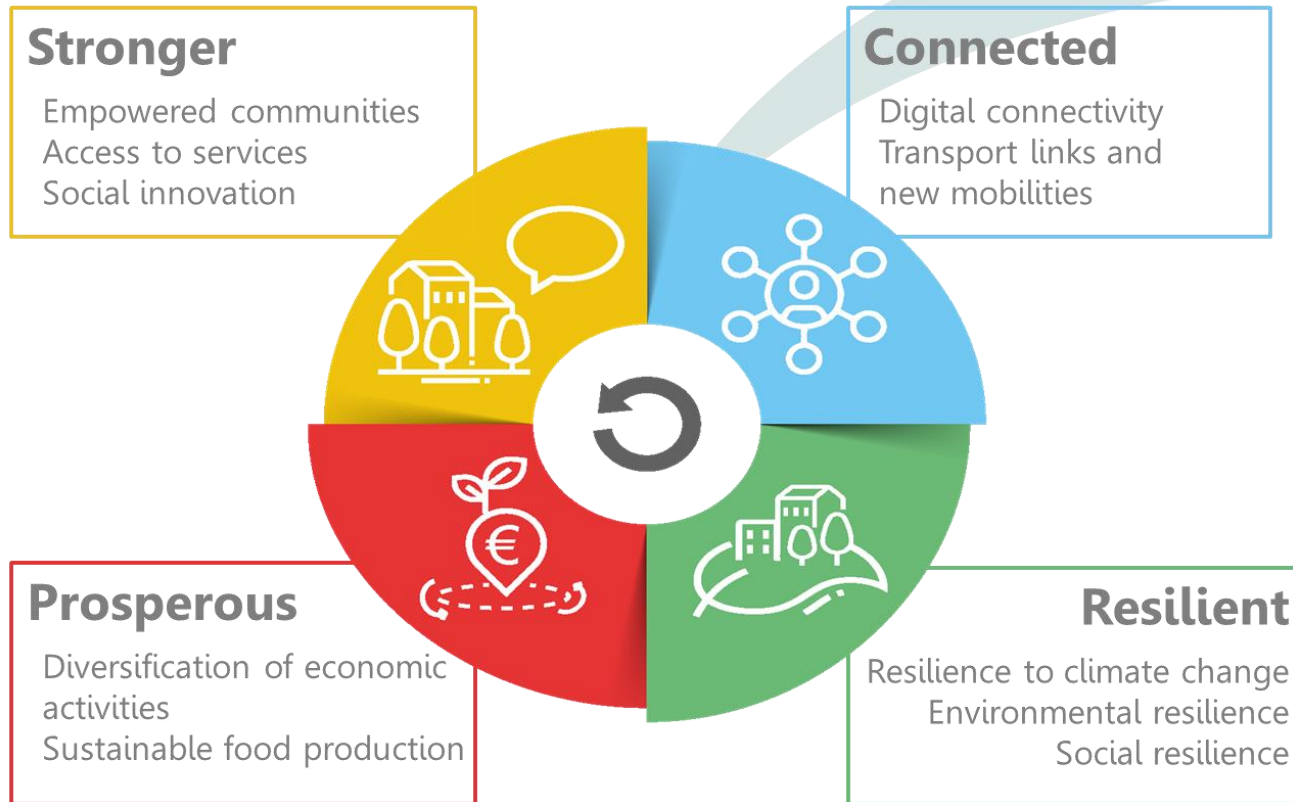 Stronger
Empowered communities
Access to services
Social innovation
Connected
Digital connectivity
Transport links and
new mobilities
€
Prosperous
Diversification of economic
activities
Sustainable food production
Resilient
Resilience to climate change
Environmental resilience
Social resilience